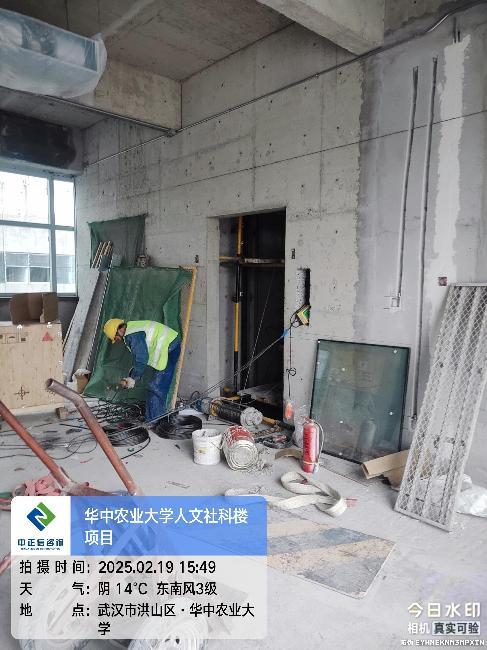 中正信咨询
华中农业大学人文社科楼
项目
拍摄时间：2025.02.19 15:49
天气：阴 14℃ 东南风3级
地点：武汉市洪山区·华中农业大
学
今日水印
相机 真实可验
防伪 EYHNEKNN3MPXIN